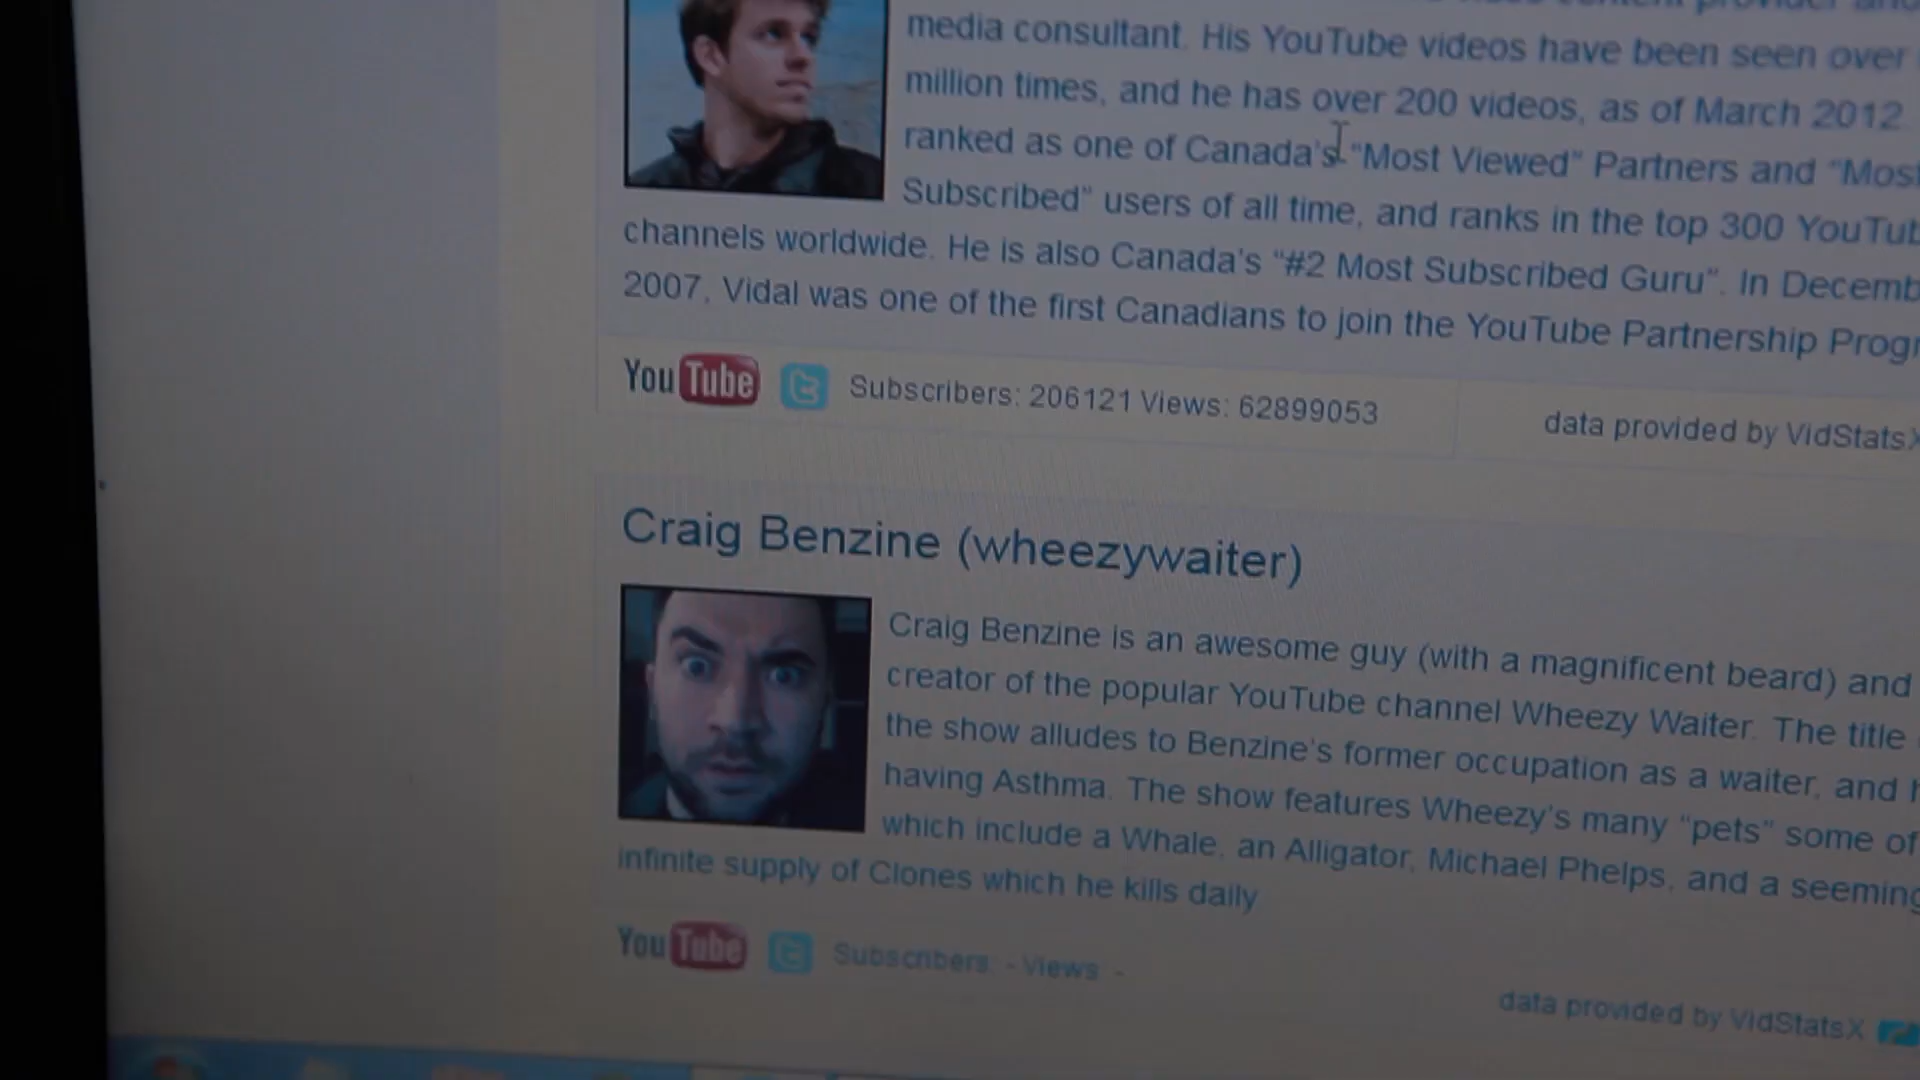 media consultant. His YouTube videos have been seen over
million times, and he has over 200 videos, as of March 2012.
ranked as one of Canada's "Most Viewed" Partners and "Most
Subscribed" users of all time, and ranks in the top 300 YouTub
channels worldwide. He is also Canada's "#2 Most Subscribed Guru". In Decemb
2007, Vidal was one of the first Canadians to join the YouTube Partnership Progr
YouTube Subscribers: 206121 Views: 62899053
data provided by VidStatsX
Craig Benzine (wheezywaiter)
Craig Benzine is an awesome guy (with a magnificent beard) and
creator of the popular YouTube channel Wheezy Waiter. The title
the show alludes to Benzine's former occupation as a waiter, and h
having Asthma. The show features Wheezy's many "pets" some of
which include a Whale, an Alligator, Michael Phelps, and a seeming
infinite supply of Clones which he kills daily
YouTube Subscribers: - Views: -
data provided by VidStatsX